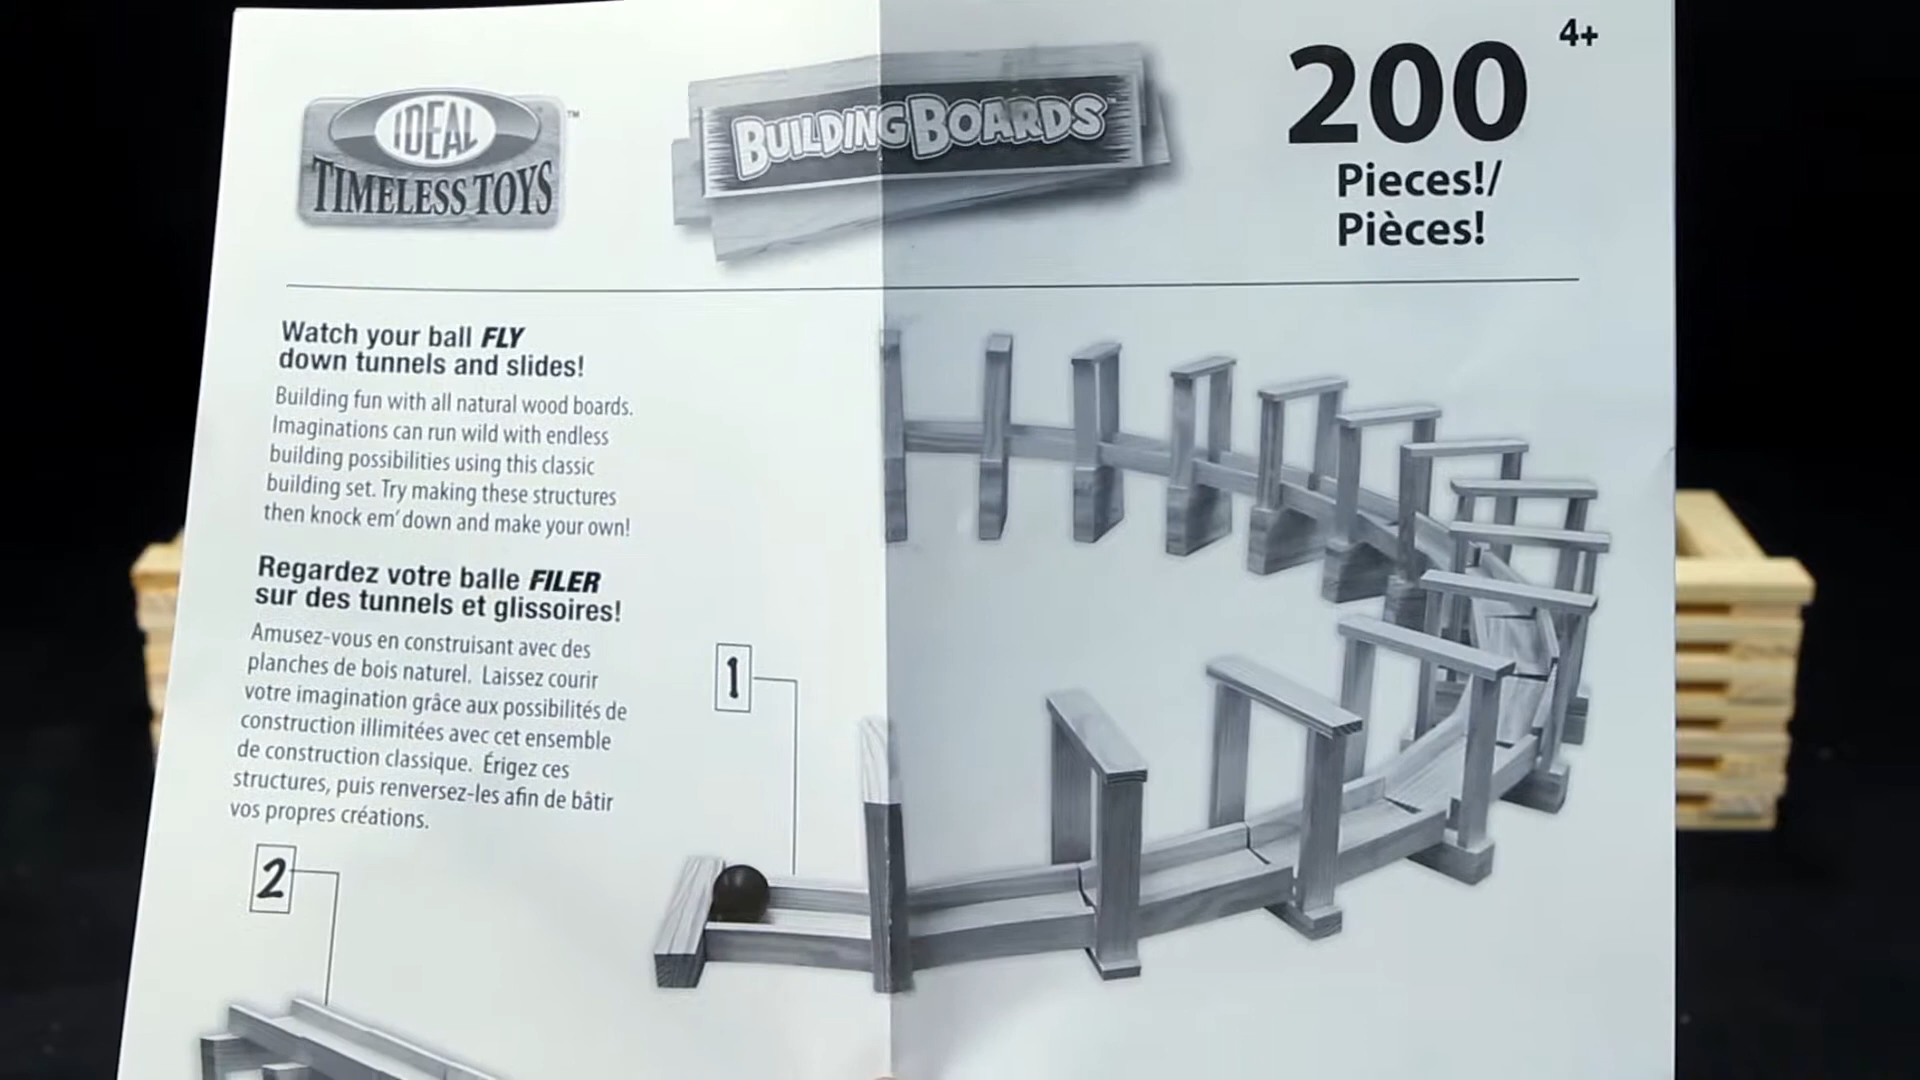 IDEAL
TIMELESS TOYS
™
BUILDING BOARDS™
200
Pieces!/
Pièces!
4+
Watch your ball FLY
down tunnels and slides!
Building fun with all natural wood boards.
Imaginations can run wild with endless
building possibilities using this classic
building set. Try making these structures
then knock em' down and make your own!
Regardez votre balle FILER
sur des tunnels et glissoires!
Amusez-vous en construisant avec des
planches de bois naturel. Laissez courir
votre imagination grâce aux possibilités de
construction illimitées avec cet ensemble
de construction classique. Érigez ces
structures, puis renversez-les afin de bâtir
vos propres créations.
1
2